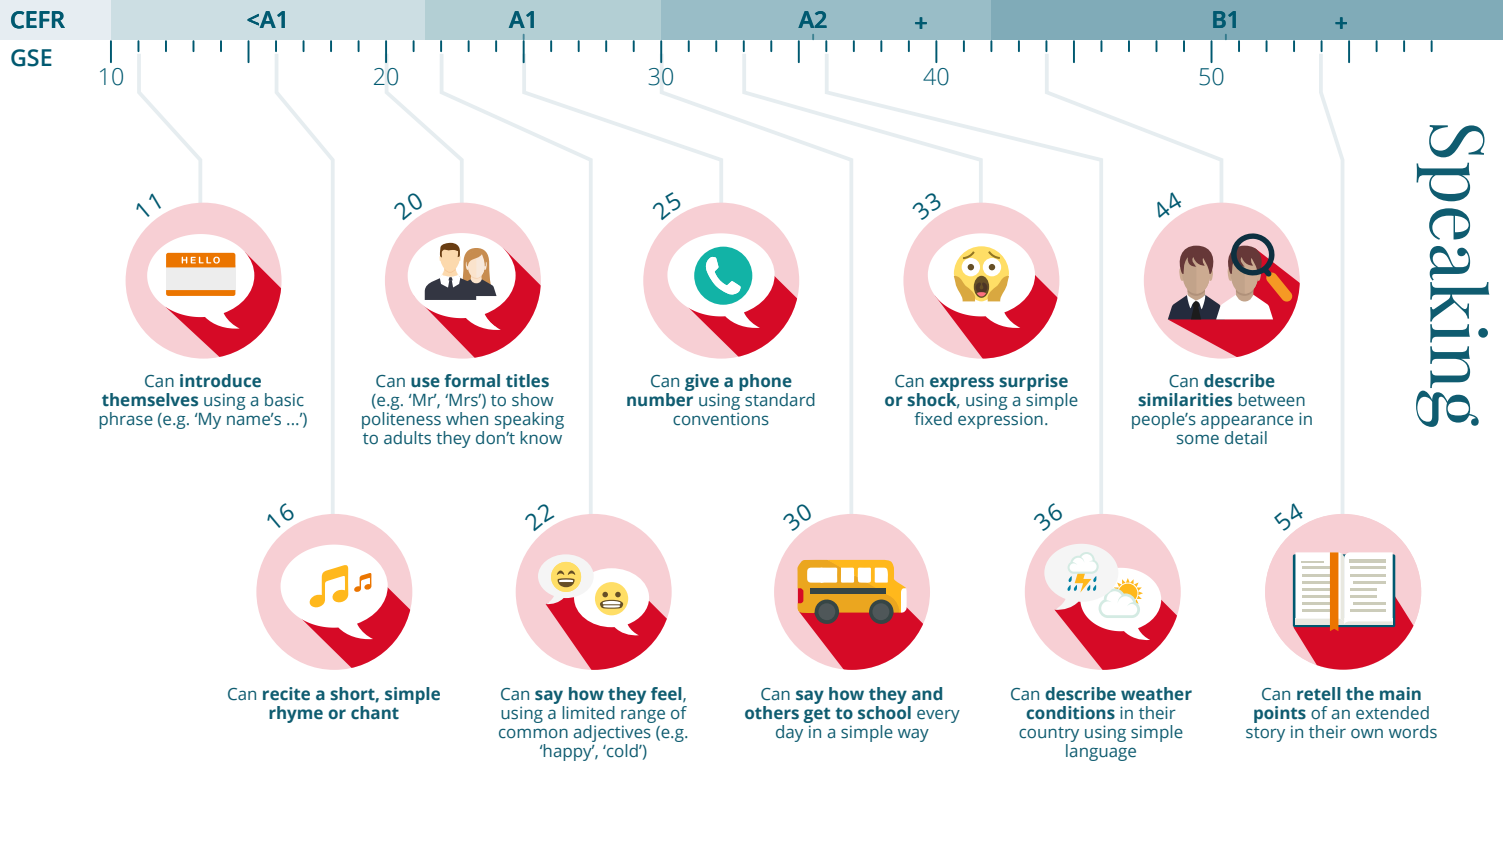 CEFR <A1 A1 A2 + B1 +
GSE
10 20 30 40 50
Speaking
11
HELLO
Can introduce
themselves using a basic
phrase (e.g. ‘My name’s ...’)
20
Can use formal titles
(e.g. ‘Mr’, ‘Mrs’) to show
politeness when speaking
to adults they don’t know
25
Can give a phone
number using standard
conventions
33
Can express surprise
or shock, using a simple
fixed expression.
44
Can describe
similarities between
people’s appearance in
some detail
16
Can recite a short, simple
rhyme or chant
22
Can say how they feel,
using a limited range of
common adjectives (e.g.
‘happy’, ‘cold’)
30
Can say how they and
others get to school every
day in a simple way
36
Can describe weather
conditions in their
country using simple
language
54
Can retell the main
points of an extended
story in their own words